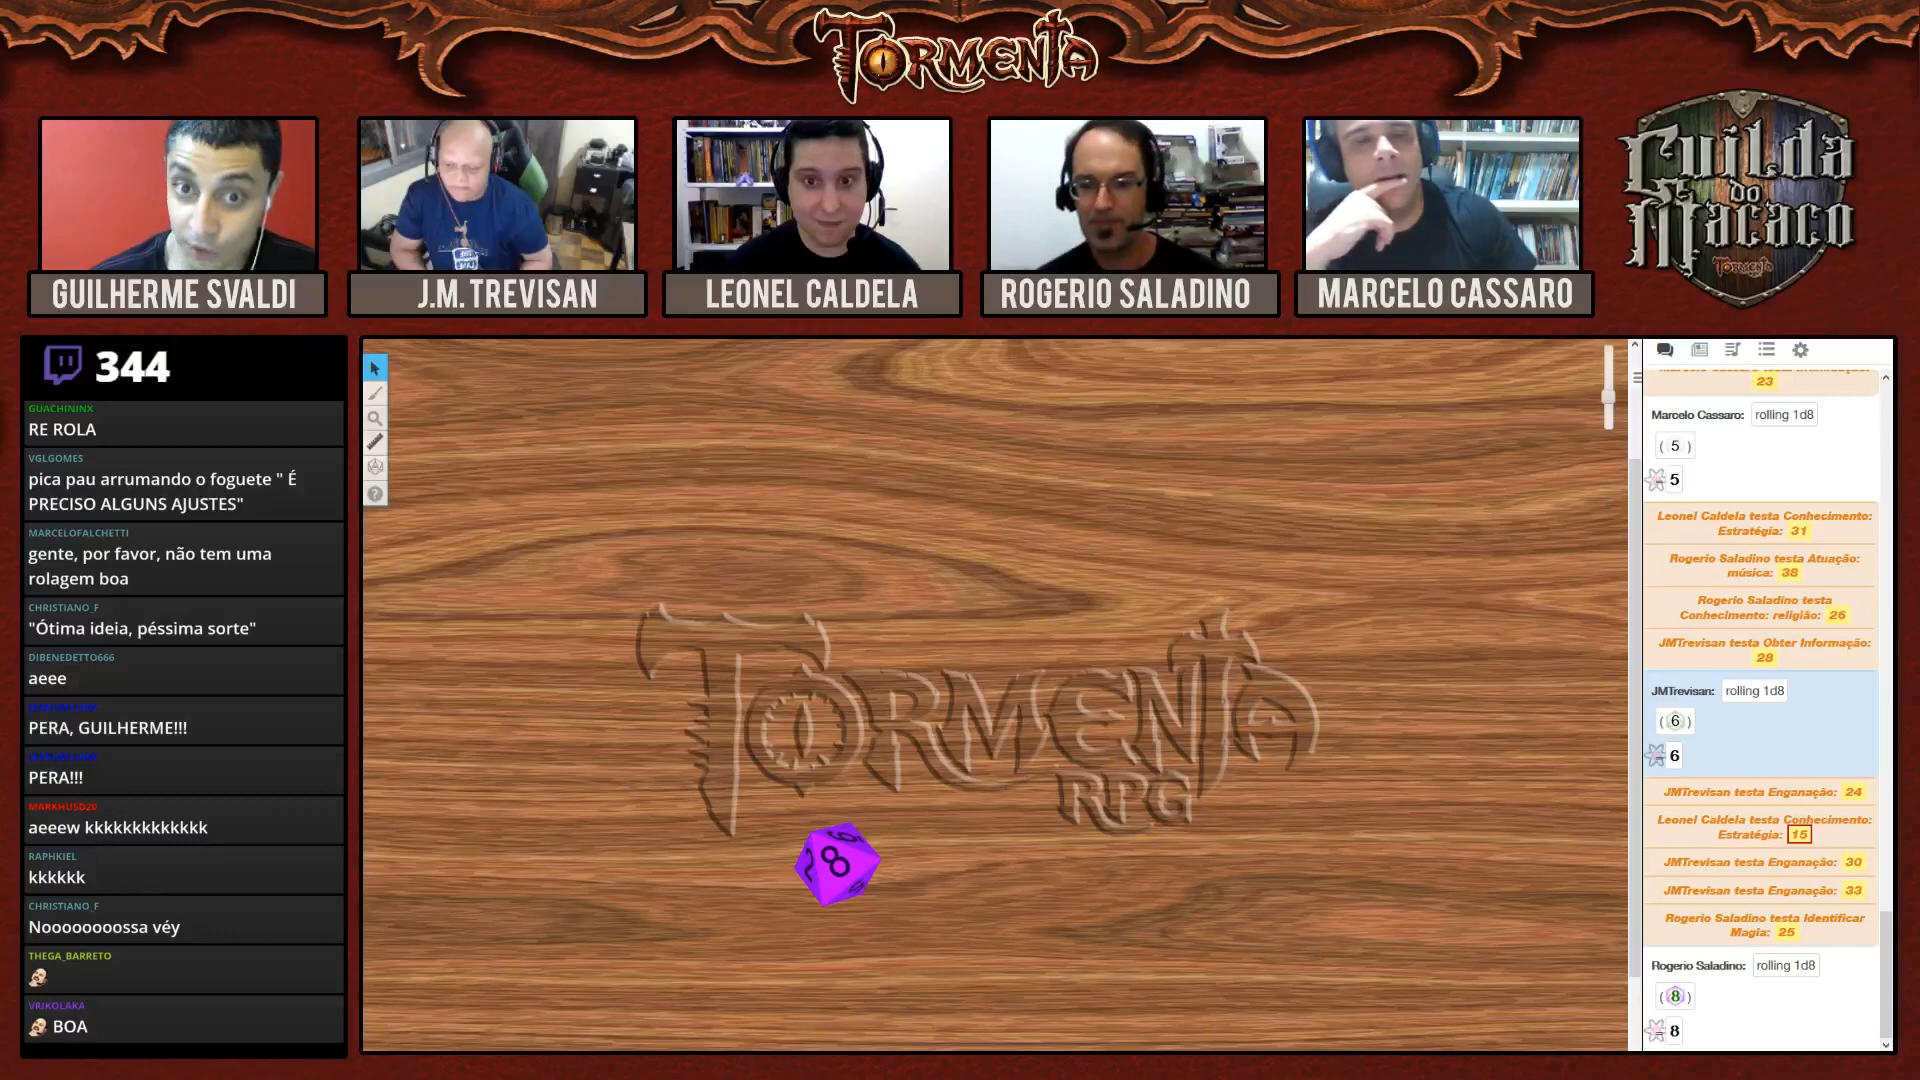 TORMENTA
Guilda
do
Macaco
TORMENTA
GUILHERME SVALDI
J.M. TREVISAN
LEONEL CALDELA
ROGERIO SALADINO
MARCELO CASSARO
344
GUACHININX
RE ROLA
VGLGOMES
pica pau arrumando o foguete " É
PRECISO ALGUNS AJUSTES"
MARCELOFALCHETTI
gente, por favor, não tem uma
rolagem boa
CHRISTIANO_F
"Ótima ideia, péssima sorte"
DIBENEDETTO666
aeee
PERA, GUILHERME!!!
PERA!!!
MARKHUSD20
aeeew kkkkkkkkkkkkk
RAPHKIEL
kkkkkk
CHRISTIANO_F
Noooooooossa véy
THEGA_BARRETO
VRIKOLAKA
BOA
TORMENTA
RPG
8
23
Marcelo Cassaro: rolling 1d8
(5)
=5
Leonel Caldela testa Conhecimento:
Estratégia: 31
Rogerio Saladino testa Atuação:
música: 38
Rogerio Saladino testa
Conhecimento: religião: 26
JMTrevisan testa Obter Informação:
28
JMTrevisan: rolling 1d8
(6)
=6
JMTrevisan testa Enganação: 24
Leonel Caldela testa Conhecimento:
Estratégia: 15
JMTrevisan testa Enganação: 30
JMTrevisan testa Enganação: 33
Rogerio Saladino testa Identificar
Magia: 25
Rogerio Saladino: rolling 1d8
(8)
=8